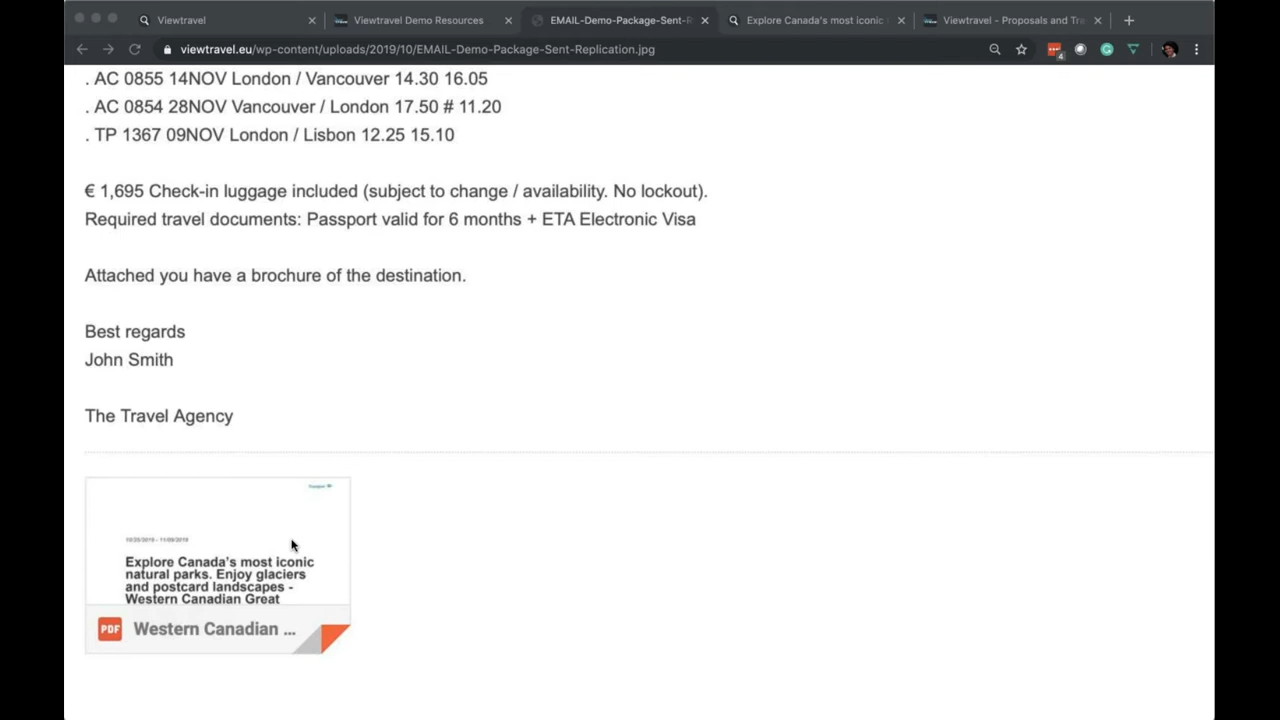 Viewtravel
Viewtravel Demo Resources
EMAIL-Demo-Package-Sent-R
Explore Canada's most iconic
Viewtravel - Proposals and Tra
viewtravel.eu/wp-content/uploads/2019/10/EMAIL-Demo-Package-Sent-Replication.jpg
4
. AC 0855 14NOV London / Vancouver 14.30 16.05
. AC 0854 28NOV Vancouver / London 17.50 # 11.20
. TP 1367 09NOV London / Lisbon 12.25 15.10
€ 1,695 Check-in luggage included (subject to change / availability. No lockout).
Required travel documents: Passport valid for 6 months + ETA Electronic Visa
Attached you have a brochure of the destination.
Best regards
John Smith
The Travel Agency
Explore Canada's most iconic
natural parks. Enjoy glaciers
and postcard landscapes -
Western Canadian Great
PDF
Western Canadian ...